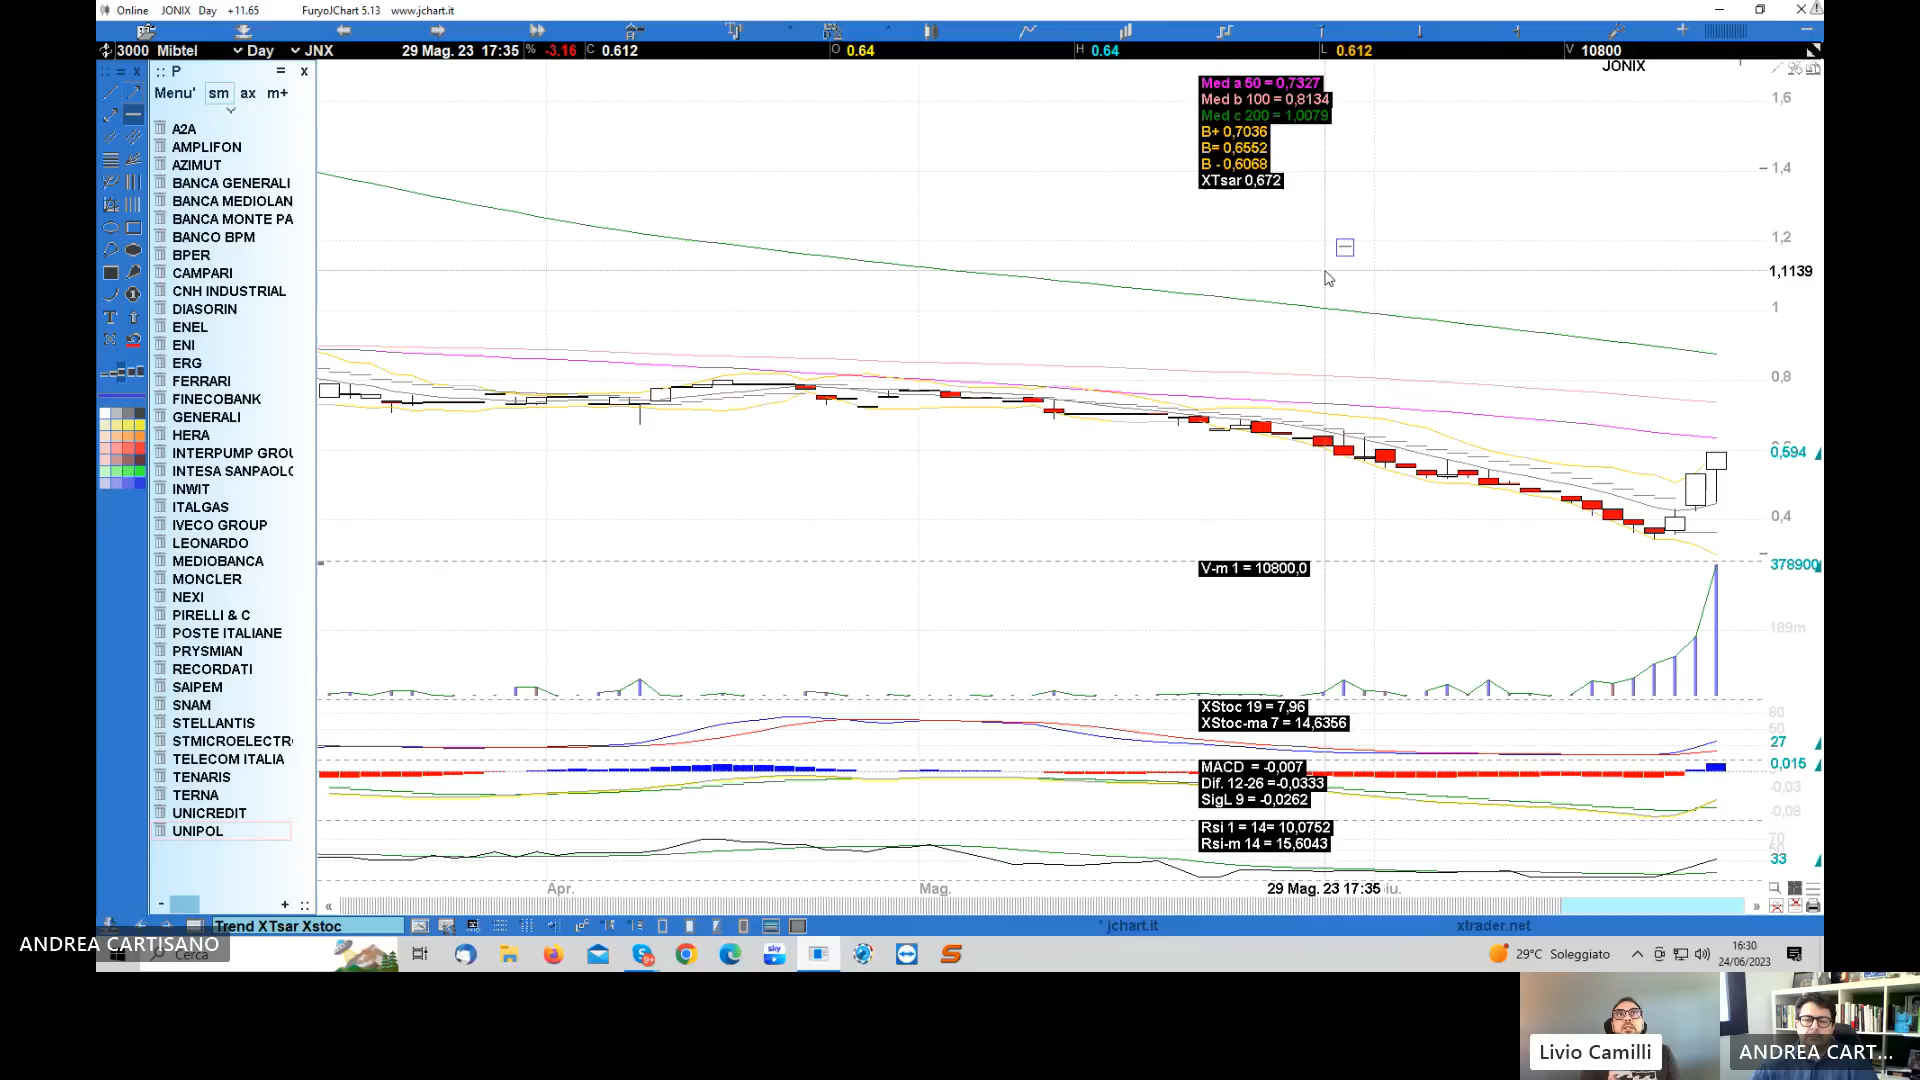 Online JONIX Day +11.65 FuryoJChart 5.13 www.jchart.it
3000 Mibtel Day JNX 29 Mag. 23 17:35 % -3.16 C 0.612 O 0.64 H 0.64 L 0.612 V 10800
P = x
JONIX
Menu' sm ax m+
A2A
AMPLIFON
AZIMUT
BANCA GENERALI
BANCA MEDIOLAN
BANCA MONTE PA
BANCO BPM
BPER
CAMPARI
CNH INDUSTRIAL
DIASORIN
ENEL
ENI
ERG
FERRARI
FINECOBANK
GENERALI
HERA
INTERPUMP GROU
INTESA SANPAOLO
INWIT
ITALGAS
IVECO GROUP
LEONARDO
MEDIOBANCA
MONCLER
NEXI
PIRELLI & C
POSTE ITALIANE
PRYSMIAN
RECORDATI
SAIPEM
SNAM
STELLANTIS
STMICROELECTR
TELECOM ITALIA
TENARIS
TERNA
UNICREDIT
UNIPOL
Med a 50 = 0,7327
Med b 100 = 0,8134
Med c 200 = 1,0079
B+ 0,7036
B= 0,6552
B - 0,6068
XTsar 0,672
1,6
1,4
1,2
1,1139
1
0,8
0,594
0,4
V-m 1 = 10800,0
378900
189m
XStoc 19 = 7,96
XStoc-ma 7 = 14,6356
80
50
27
MACD = -0,007
Dif. 12-26 =-0,0333
SigL 9 = -0,0262
0,015
-0,03
-0,08
Rsi 1 = 14= 10,0752
Rsi-m 14 = 15,6043
70
33
Apr. Mag. 29 Mag. 23 17:35 iu.
Trend XTsar Xstoc
* jchart.it xtrader.net
ANDREA CARTISANO
Cerca
sky
9+
29°C Soleggiato
16:30
24/06/2023
Livio Camilli
ANDREA CART...